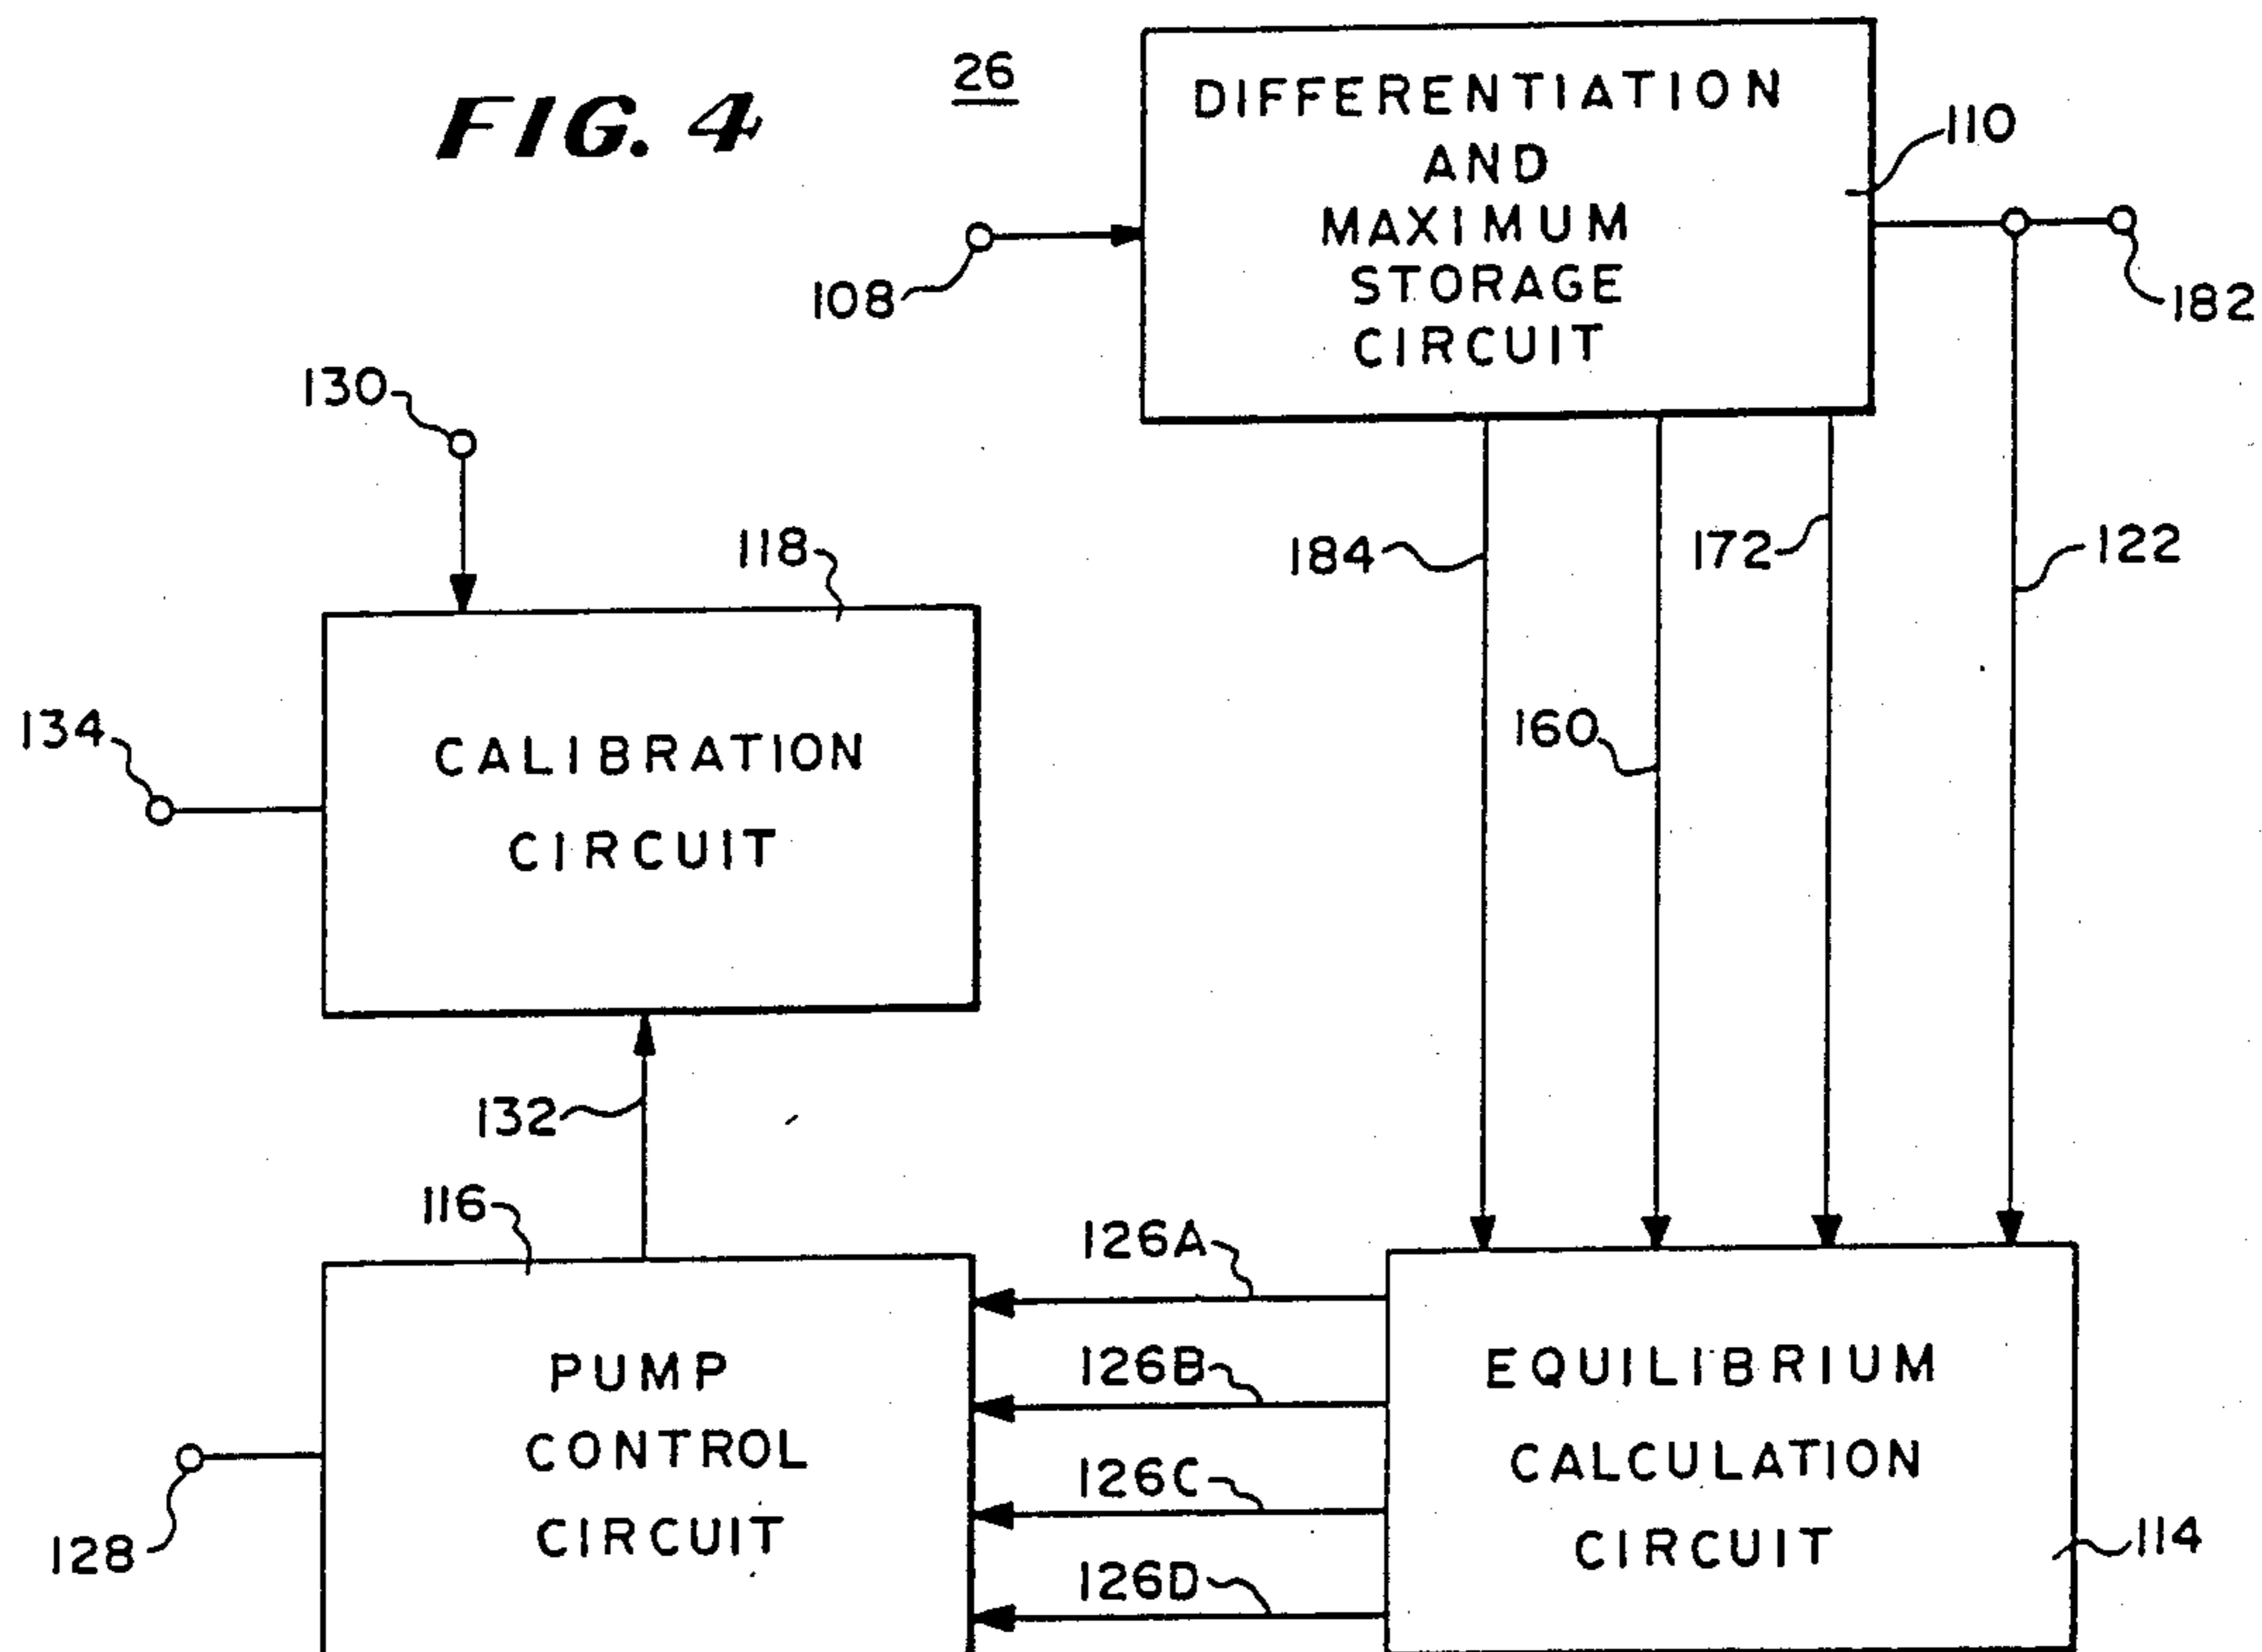 FIG. 4
26
DIFFERENTIATION
AND
MAXIMUM
STORAGE
CIRCUIT
110
108
182
130
118
184
172
122
134
CALIBRATION
CIRCUIT
160
132
116
126A
126B
126C
126D
PUMP
CONTROL
CIRCUIT
128
EQUILIBRIUM
CALCULATION
CIRCUIT
114